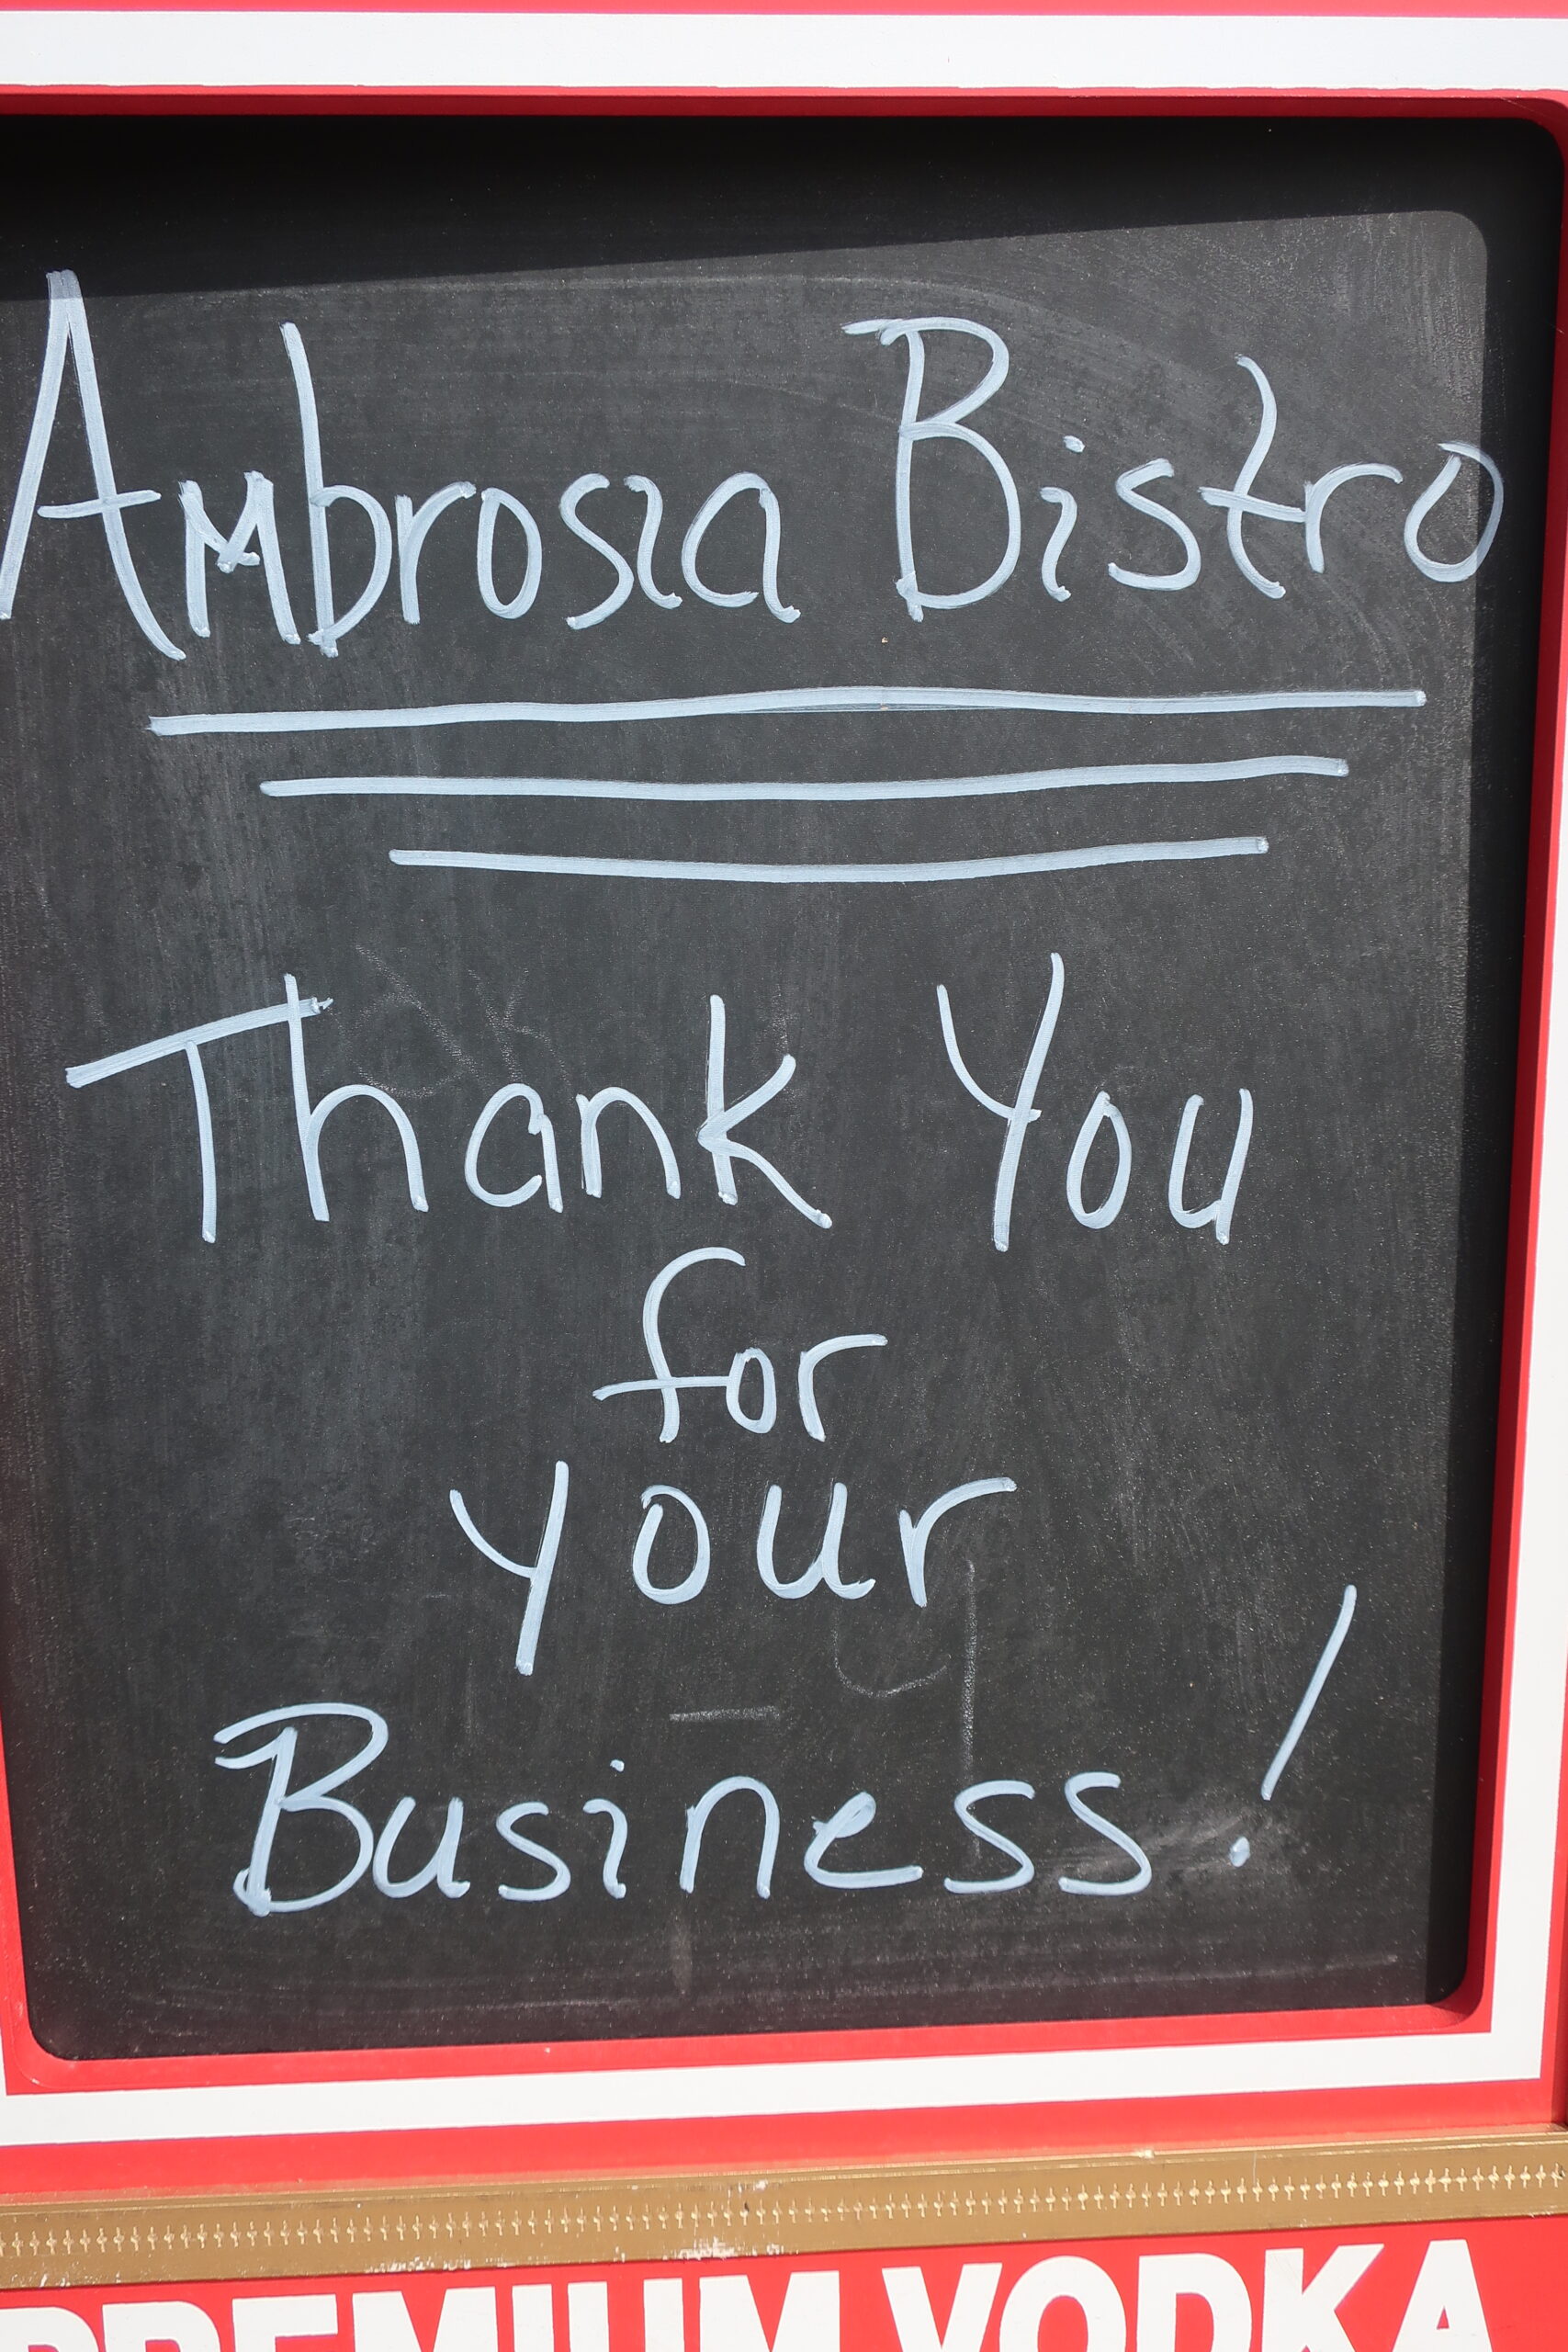 Ambrosia Bistro
Thank You
for
your
Business!
PREMIUM VODKA